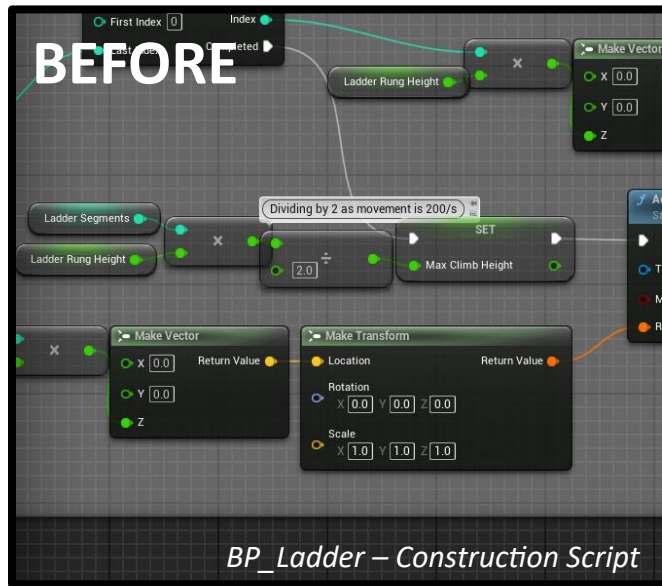 First Index 0 Index
BEFORE
Last Index Completed
Make Vector
Ladder Rung Height
X 0.0
Y 0.0
Z
Dividing by 2 as movement is 200/s
Ladder Segments
SET
Ladder Rung Height
2.0 ÷
Max Climb Height
Make Vector
Make Transform
X 0.0 Return Value
Location Return Value
Y 0.0
Rotation
X 0.0 Y 0.0 Z 0.0
Z
Scale
X 1.0 Y 1.0 Z 1.0
BP_Ladder – Construction Script